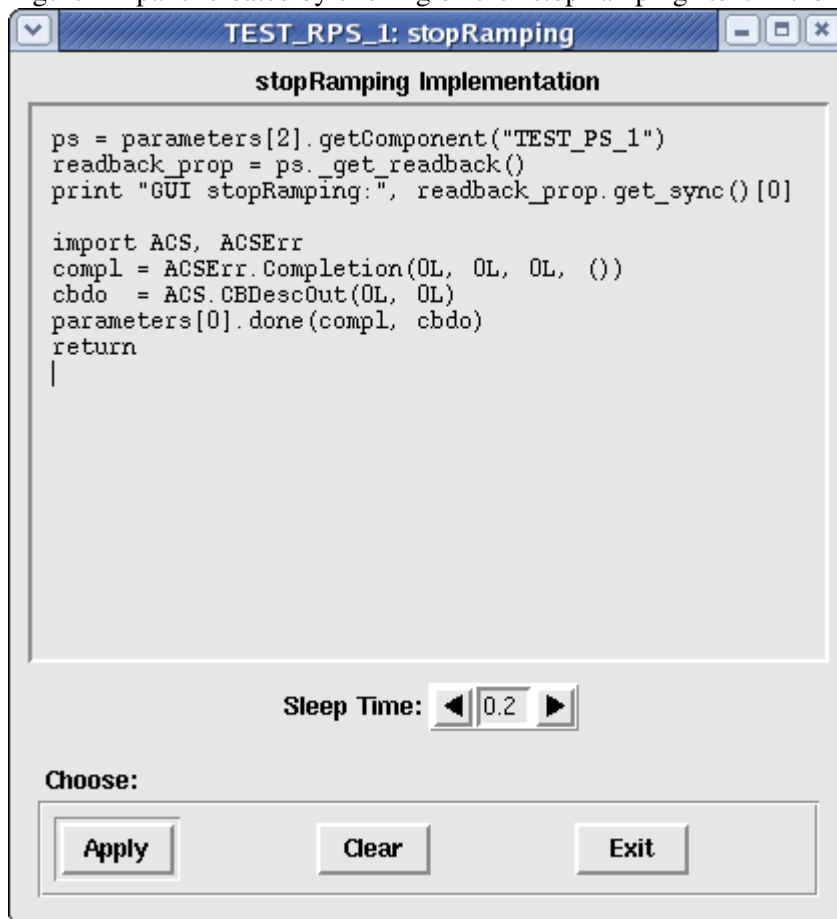 TEST_RPS_1: stopRamping
stopRamping Implementation
ps = parameters[2].getComponent("TEST_PS_1")
readback_prop = ps._get_readback()
print "GUI stopRamping:", readback_prop.get_sync()[0]
import ACS, ACSErr
compl = ACSErr.Completion(0L, 0L, 0L, ())
cbdo  = ACS.CBDescOut(0L, 0L)
parameters[0].done(compl, cbdo)
return
Sleep Time: 0.2
Choose:
Apply Clear Exit